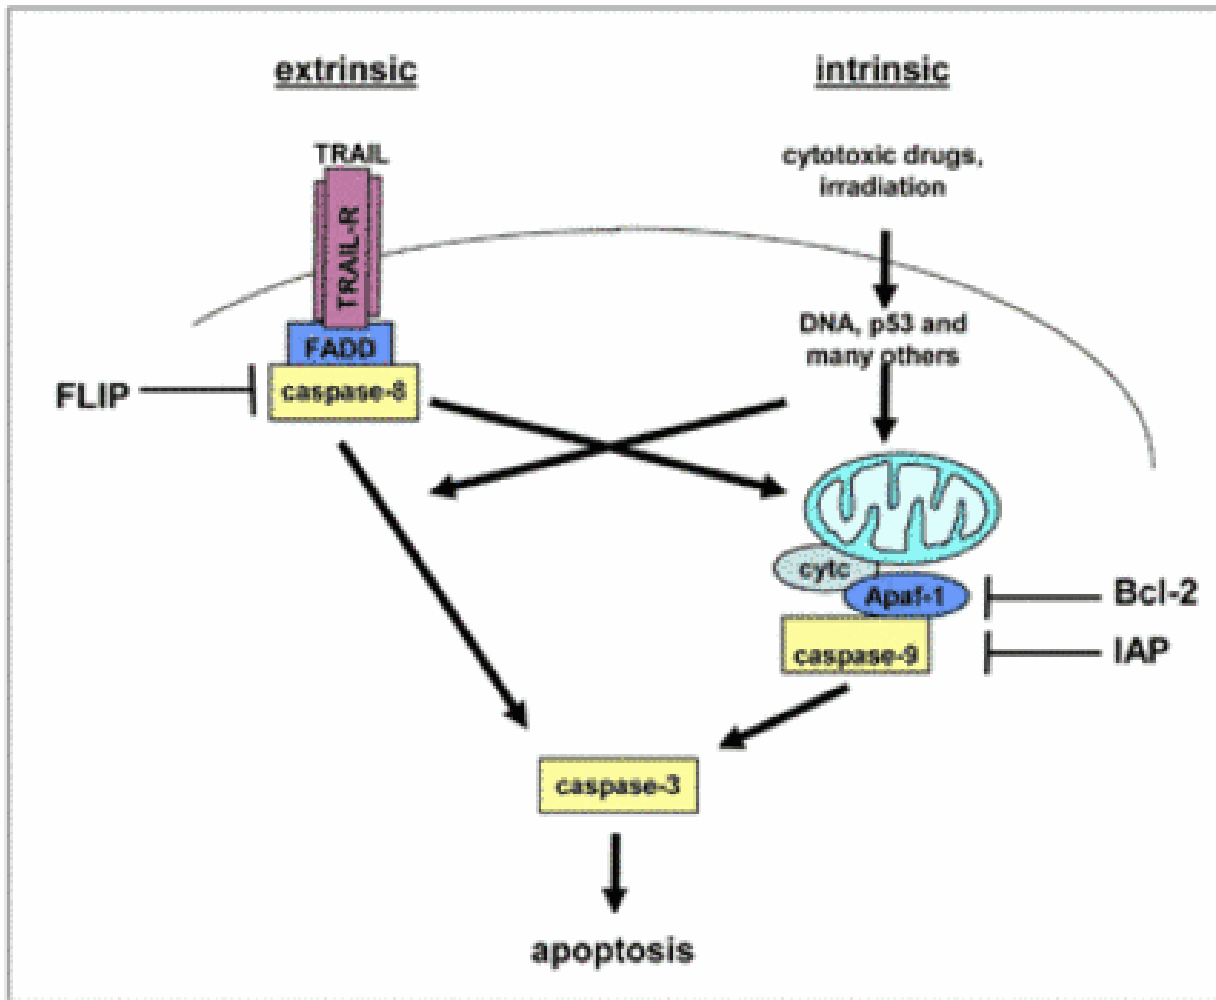 extrinsic
intrinsic
TRAIL
cytotoxic drugs,
irradiation
TRAIL-R
DNA, p53 and
many others
FADD
FLIP
caspase-8
cytc
Apaf-1
Bcl-2
caspase-9
IAP
caspase-3
apoptosis